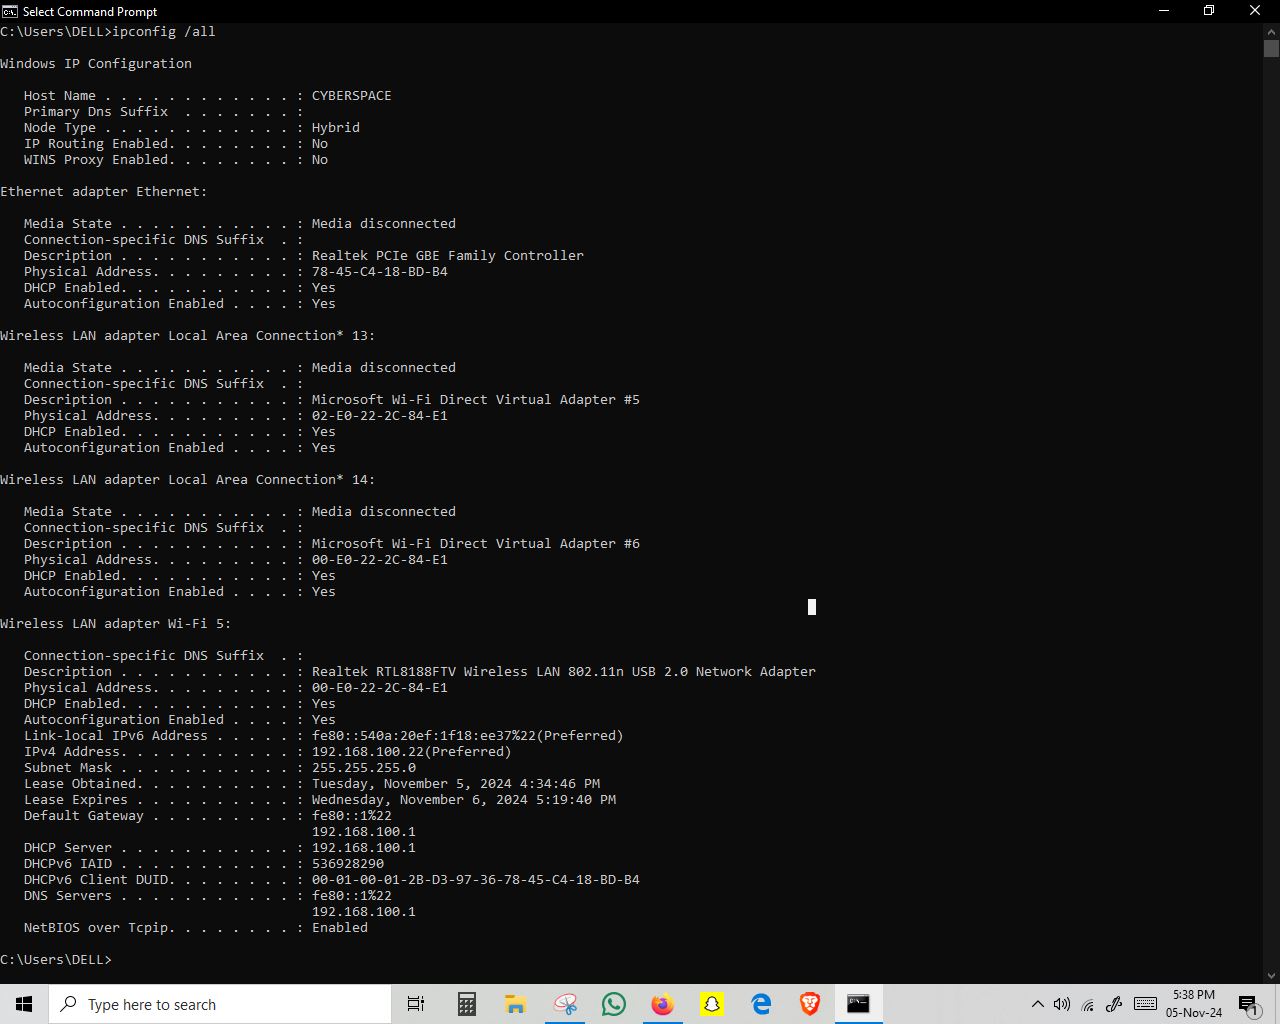 Select Command Prompt
C:\Users\DELL>ipconfig /all
Windows IP Configuration
Host Name . . . . . . . . . . . . : CYBERSPACE
Primary Dns Suffix  . . . . . . . :
Node Type . . . . . . . . . . . . : Hybrid
IP Routing Enabled. . . . . . . . : No
WINS Proxy Enabled. . . . . . . . : No
Ethernet adapter Ethernet:
Media State . . . . . . . . . . . : Media disconnected
Connection-specific DNS Suffix  . :
Description . . . . . . . . . . . : Realtek PCIe GBE Family Controller
Physical Address. . . . . . . . . : 78-45-C4-18-BD-B4
DHCP Enabled. . . . . . . . . . . : Yes
Autoconfiguration Enabled . . . . : Yes
Wireless LAN adapter Local Area Connection* 13:
Media State . . . . . . . . . . . : Media disconnected
Connection-specific DNS Suffix  . :
Description . . . . . . . . . . . : Microsoft Wi-Fi Direct Virtual Adapter #5
Physical Address. . . . . . . . . : 02-E0-22-2C-84-E1
DHCP Enabled. . . . . . . . . . . : Yes
Autoconfiguration Enabled . . . . : Yes
Wireless LAN adapter Local Area Connection* 14:
Media State . . . . . . . . . . . : Media disconnected
Connection-specific DNS Suffix  . :
Description . . . . . . . . . . . : Microsoft Wi-Fi Direct Virtual Adapter #6
Physical Address. . . . . . . . . : 00-E0-22-2C-84-E1
DHCP Enabled. . . . . . . . . . . : Yes
Autoconfiguration Enabled . . . . : Yes
Wireless LAN adapter Wi-Fi 5:
Connection-specific DNS Suffix  . :
Description . . . . . . . . . . . : Realtek RTL8188FTV Wireless LAN 802.11n USB 2.0 Network Adapter
Physical Address. . . . . . . . . : 00-E0-22-2C-84-E1
DHCP Enabled. . . . . . . . . . . : Yes
Autoconfiguration Enabled . . . . : Yes
Link-local IPv6 Address . . . . . : fe80::540a:20ef:1f18:ee37%22(Preferred)
IPv4 Address. . . . . . . . . . . : 192.168.100.22(Preferred)
Subnet Mask . . . . . . . . . . . : 255.255.255.0
Lease Obtained. . . . . . . . . . : Tuesday, November 5, 2024 4:34:46 PM
Lease Expires . . . . . . . . . . : Wednesday, November 6, 2024 5:19:40 PM
Default Gateway . . . . . . . . . : fe80::1%22
192.168.100.1
DHCP Server . . . . . . . . . . . : 192.168.100.1
DHCPv6 IAID . . . . . . . . . . . : 536928290
DHCPv6 Client DUID. . . . . . . . : 00-01-00-01-2B-D3-97-36-78-45-C4-18-BD-B4
DNS Servers . . . . . . . . . . . : fe80::1%22
192.168.100.1
NetBIOS over Tcpip. . . . . . . . : Enabled
C:\Users\DELL>
Type here to search
5:38 PM
05-Nov-24
1